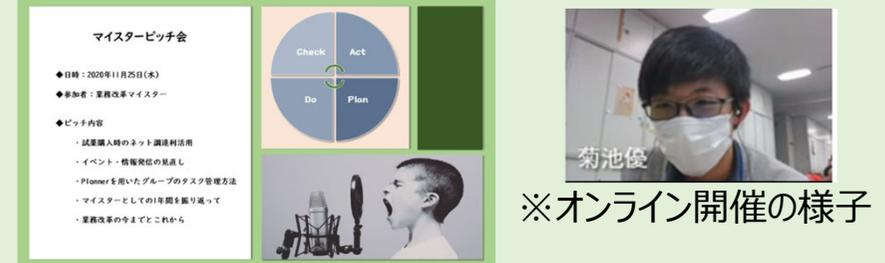 マイスターピッチ会
◆日時：2020年11月25日(水)
◆参加者：業務改革マイスター
◆ピッチ内容
・試薬購入時のネット調達利活用
・イベント・情報発信の見直し
・Plannerを用いたグループのタスク管理方法
・マイスターとしての1年間を振り返って
・業務改革の今までとこれから
Check
Act
Do
Plan
菊池優
※オンライン開催の様子